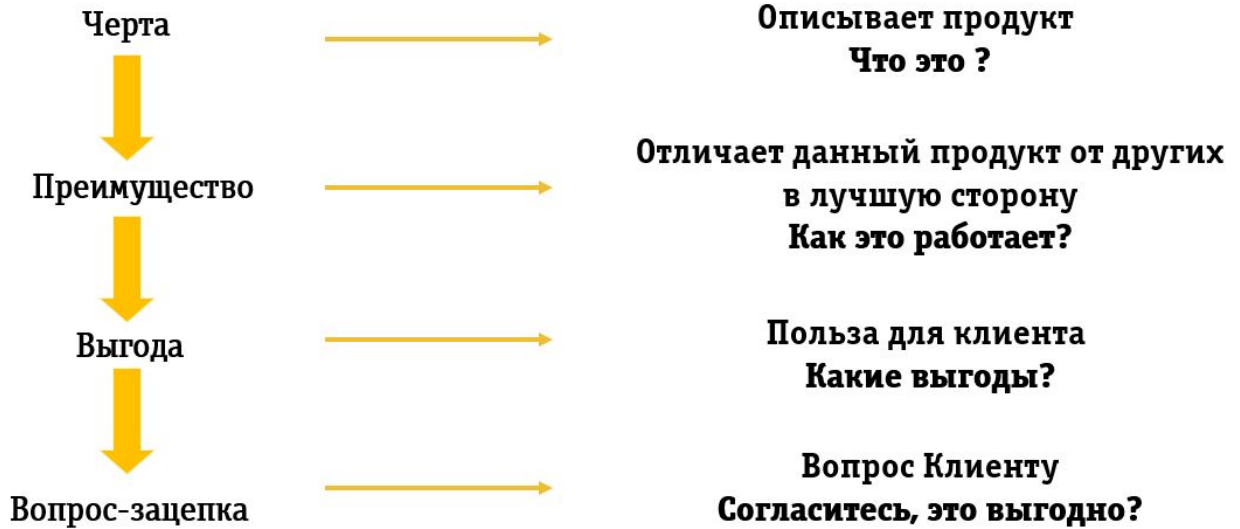 Черта
Описывает продукт
Что это ?
Преимущество
Отличает данный продукт от других
в лучшую сторону
Как это работает?
Выгода
Польза для клиента
Какие выгоды?
Вопрос-зацепка
Вопрос Клиенту
Согласитесь, это выгодно?